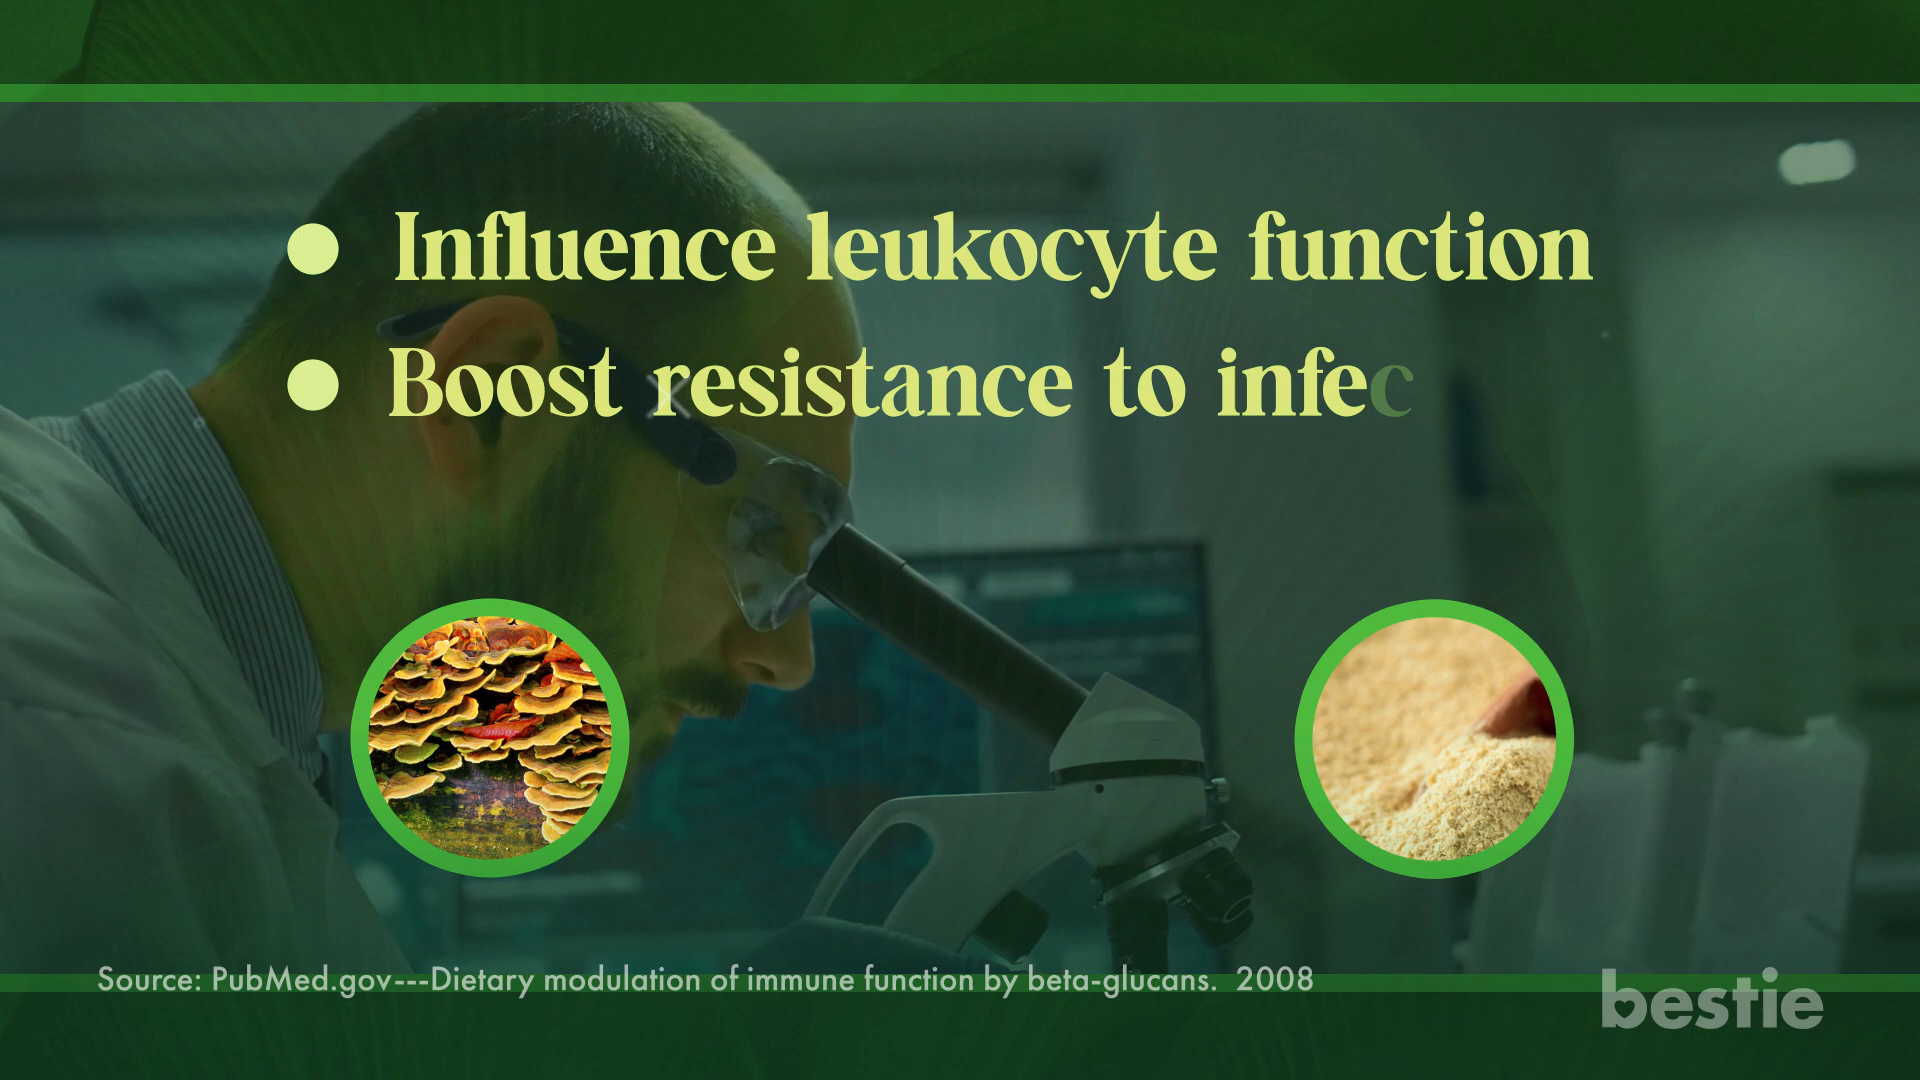 ● Influence leukocyte function
● Boost resistance to infec
Source: PubMed.gov---Dietary modulation of immune function by beta-glucans. 2008
bestie